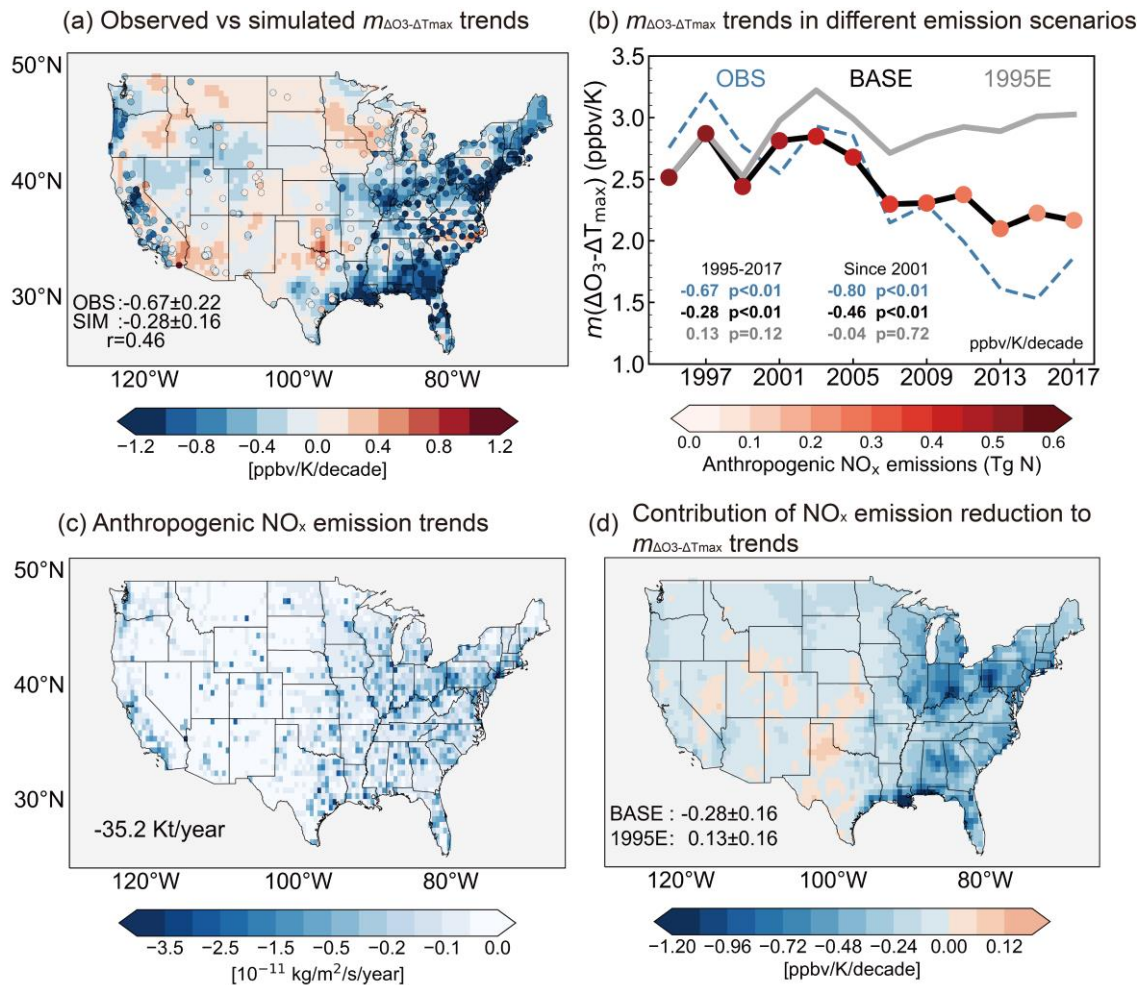 (a) Observed vs simulated mΔO3-ΔTmax trends
50°N
40°N
30°N
OBS:-0.67±0.22
SIM:-0.28±0.16
r=0.46
120°W 100°W 80°W
−1.2 −0.8 −0.4 0.0 0.4 0.8 1.2
[ppbv/K/decade]
(b) mΔO3-ΔTmax trends in different emission scenarios
m(ΔO₃-ΔTmax) (ppbv/K)
3.5
3.0
2.5
2.0
1.5
1.0
OBS BASE 1995E
1995-2017 Since 2001
-0.67 p<0.01 -0.80 p<0.01
-0.28 p<0.01 -0.46 p<0.01
0.13 p=0.12 -0.04 p=0.72
ppbv/K/decade
1997 2001 2005 2009 2013 2017
0.0 0.1 0.2 0.3 0.4 0.5 0.6
Anthropogenic NOₓ emissions (Tg N)
(c) Anthropogenic NOₓ emission trends
50°N
40°N
30°N
-35.2 Kt/year
120°W 100°W 80°W
−3.5 −2.5 −1.5 −0.5 −0.2 −0.1 0.0
[10⁻¹¹ kg/m²/s/year]
(d) Contribution of NOₓ emission reduction to
mΔO3-ΔTmax trends
BASE : -0.28±0.16
1995E: 0.13±0.16
120°W 100°W 80°W
−1.20 −0.96 −0.72 −0.48 −0.24 0.00 0.12
[ppbv/K/decade]